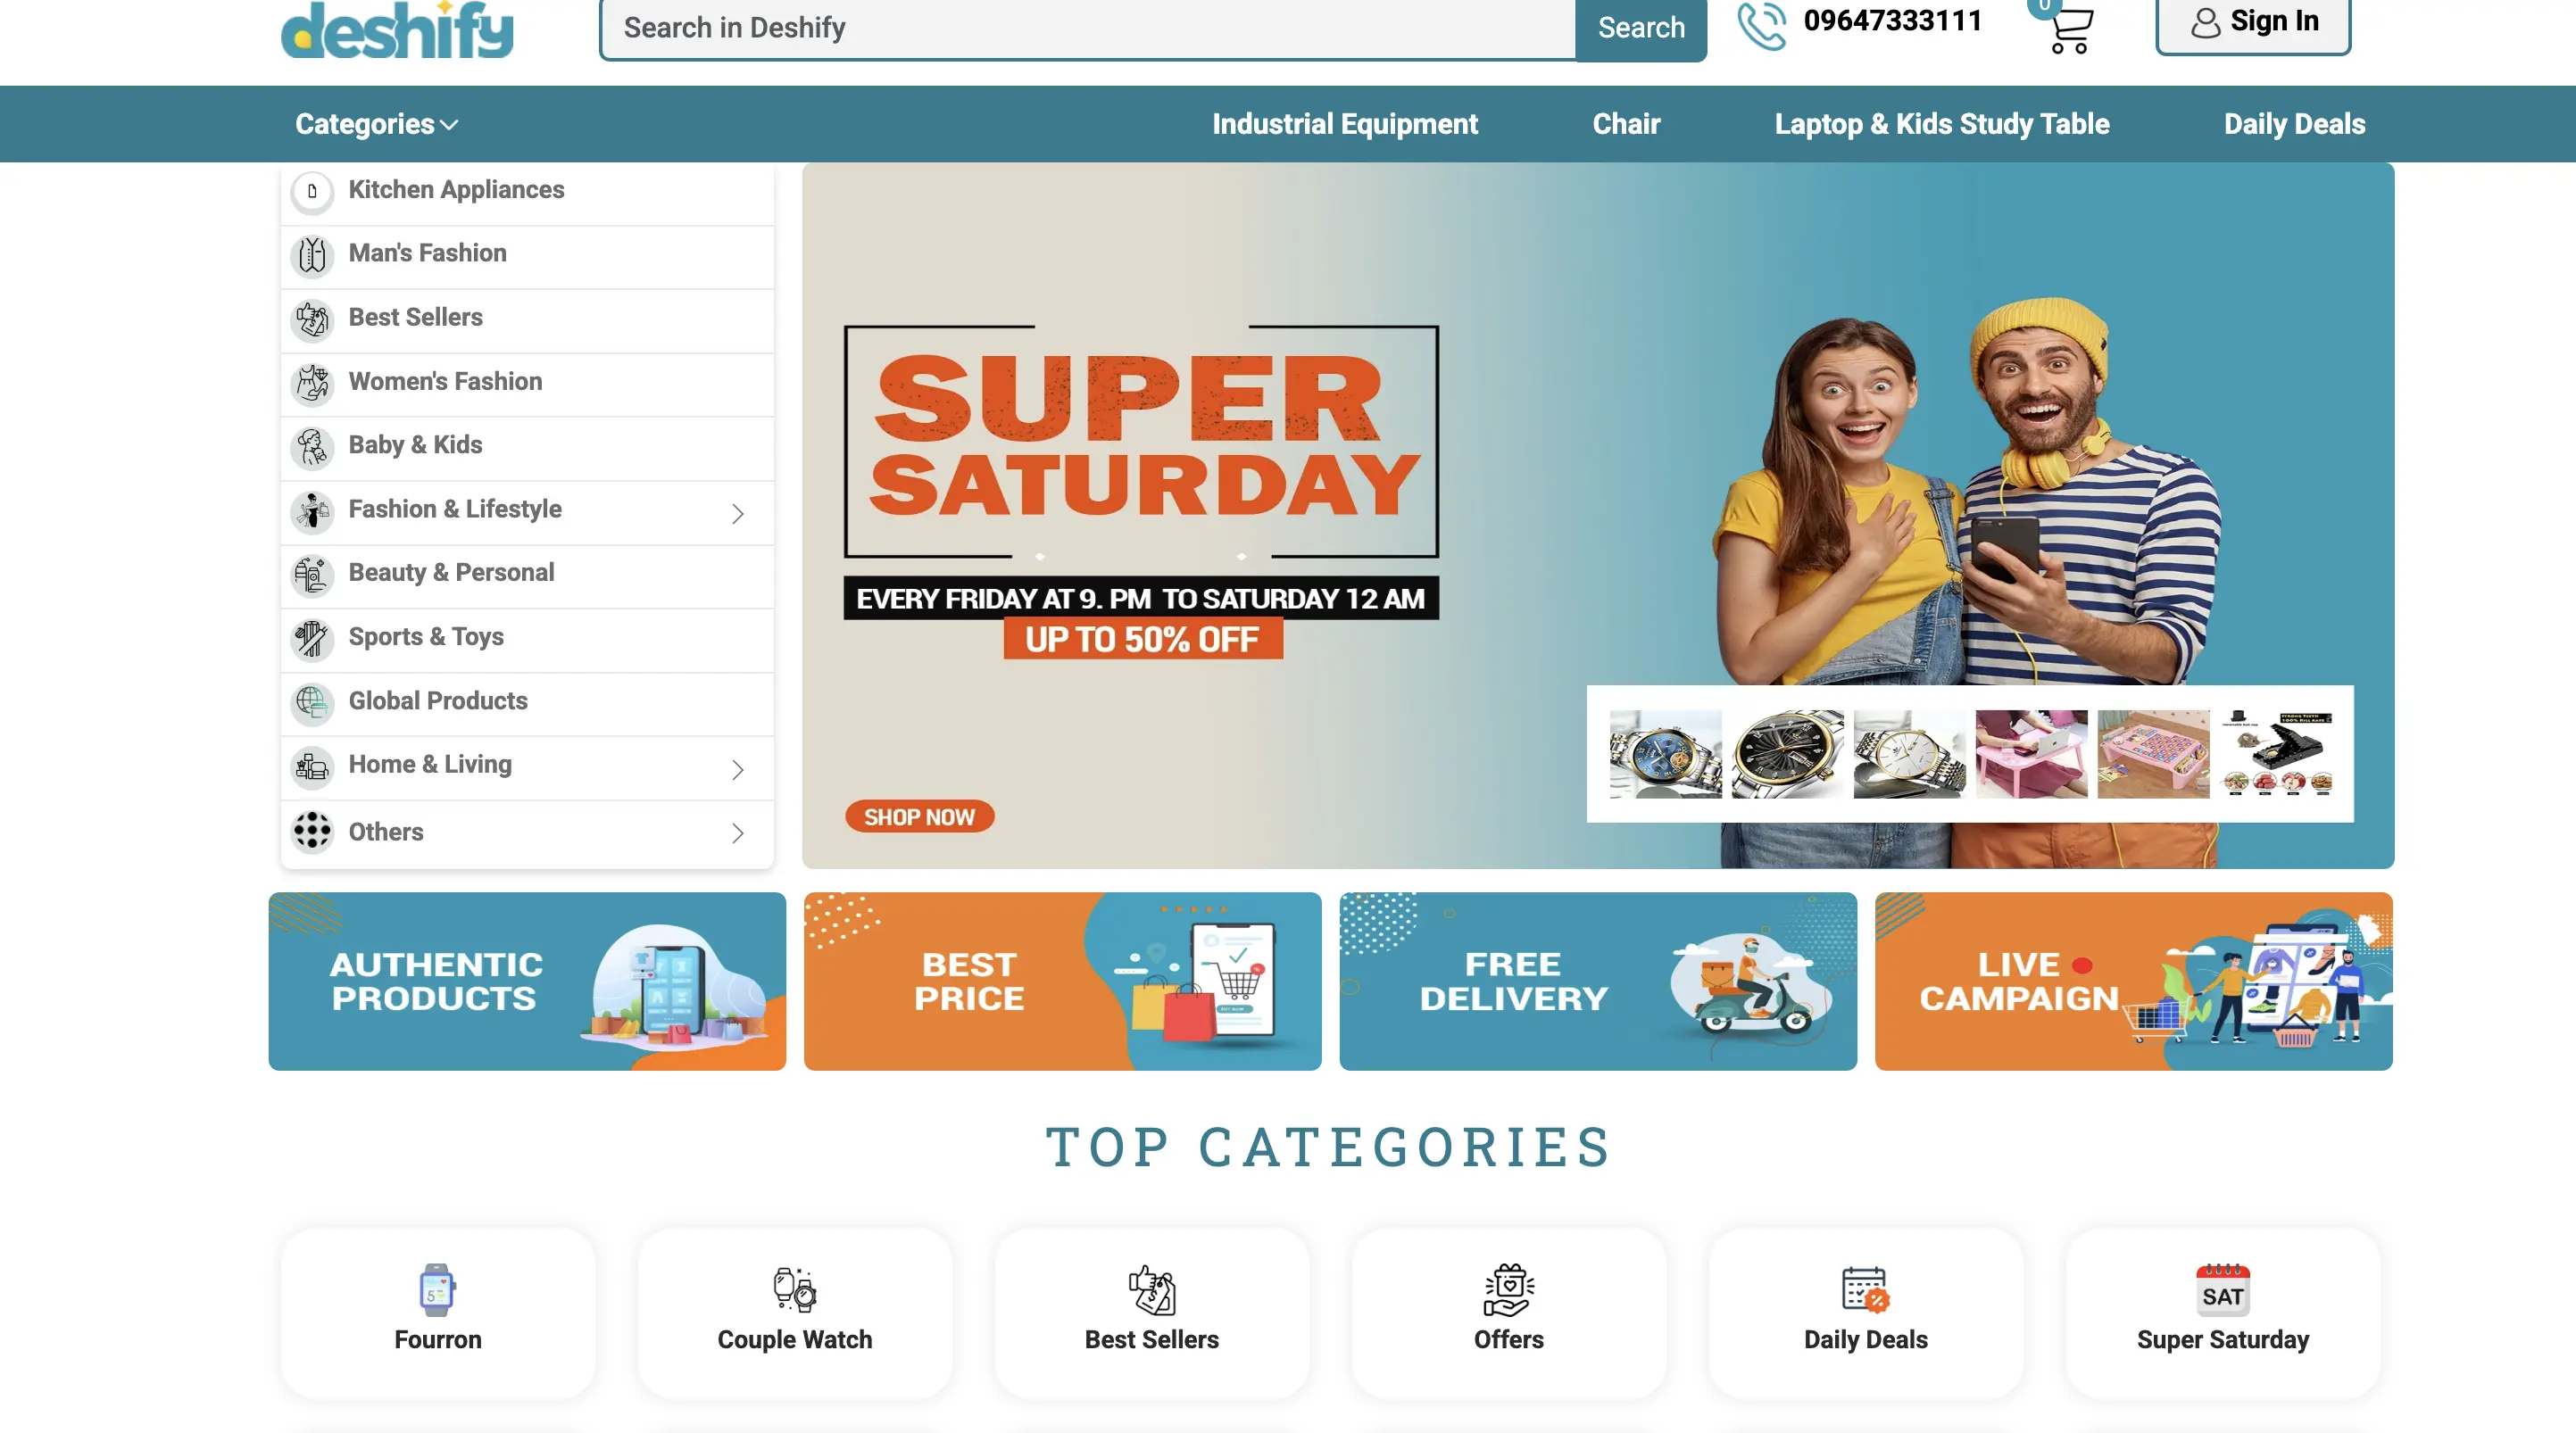 deshify
Search in Deshify
Search
09647333111
0
Sign In
Categories
Industrial Equipment
Chair
Laptop & Kids Study Table
Daily Deals
Kitchen Appliances
Man's Fashion
Best Sellers
Women's Fashion
Baby & Kids
Fashion & Lifestyle
Beauty & Personal
Sports & Toys
Global Products
Home & Living
Others
SUPER
SATURDAY
EVERY FRIDAY AT 9. PM TO SATURDAY 12 AM
UP TO 50% OFF
SHOP NOW
AUTHENTIC
PRODUCTS
BEST
PRICE
FREE
DELIVERY
LIVE
CAMPAIGN
TOP CATEGORIES
Fourron
Couple Watch
Best Sellers
Offers
Daily Deals
SAT
Super Saturday